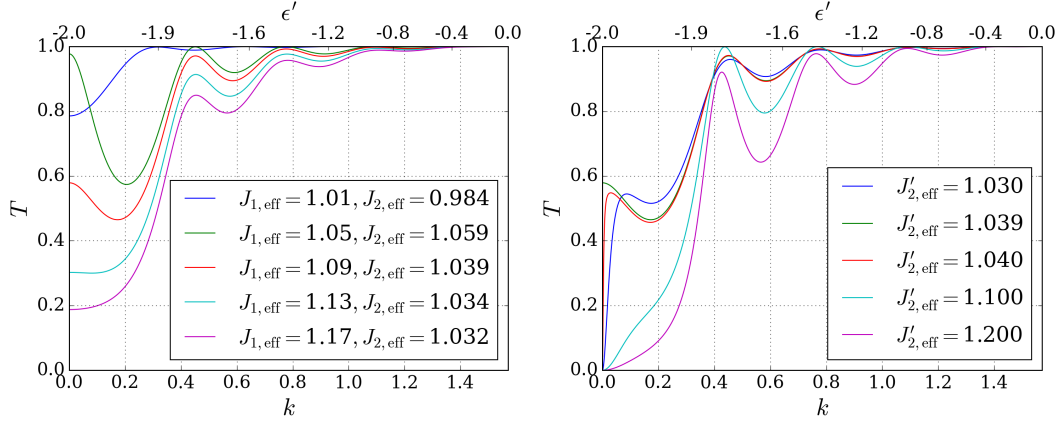 ϵ′
-2.0 -1.9 -1.6 -1.2 -0.8 -0.4 0.0
1.0
0.8
0.6
0.4
0.2
0.0
T
J1,eff = 1.01, J2,eff = 0.984
J1,eff = 1.05, J2,eff = 1.059
J1,eff = 1.09, J2,eff = 1.039
J1,eff = 1.13, J2,eff = 1.034
J1,eff = 1.17, J2,eff = 1.032
0.0 0.2 0.4 0.6 0.8 1.0 1.2 1.4
k
ϵ′
-2.0 -1.9 -1.6 -1.2 -0.8 -0.4 0.0
1.0
0.8
0.6
0.4
0.2
0.0
T
J′2,eff = 1.030
J′2,eff = 1.039
J′2,eff = 1.040
J′2,eff = 1.100
J′2,eff = 1.200
0.0 0.2 0.4 0.6 0.8 1.0 1.2 1.4
k